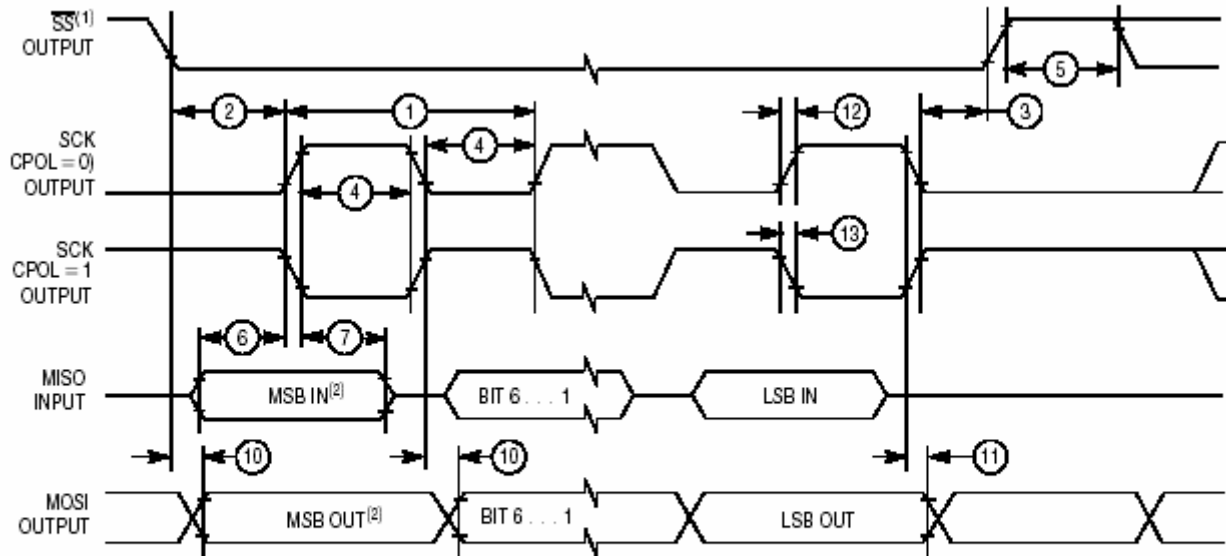 SS(1)
OUTPUT
5
2
1
12
3
SCK
CPOL = 0)
OUTPUT
4
4
13
SCK
CPOL = 1
OUTPUT
6
7
MISO
INPUT
MSB IN(2)
BIT 6 . . . 1
LSB IN
10
10
11
MOSI
OUTPUT
MSB OUT(2)
BIT 6 . . . 1
LSB OUT